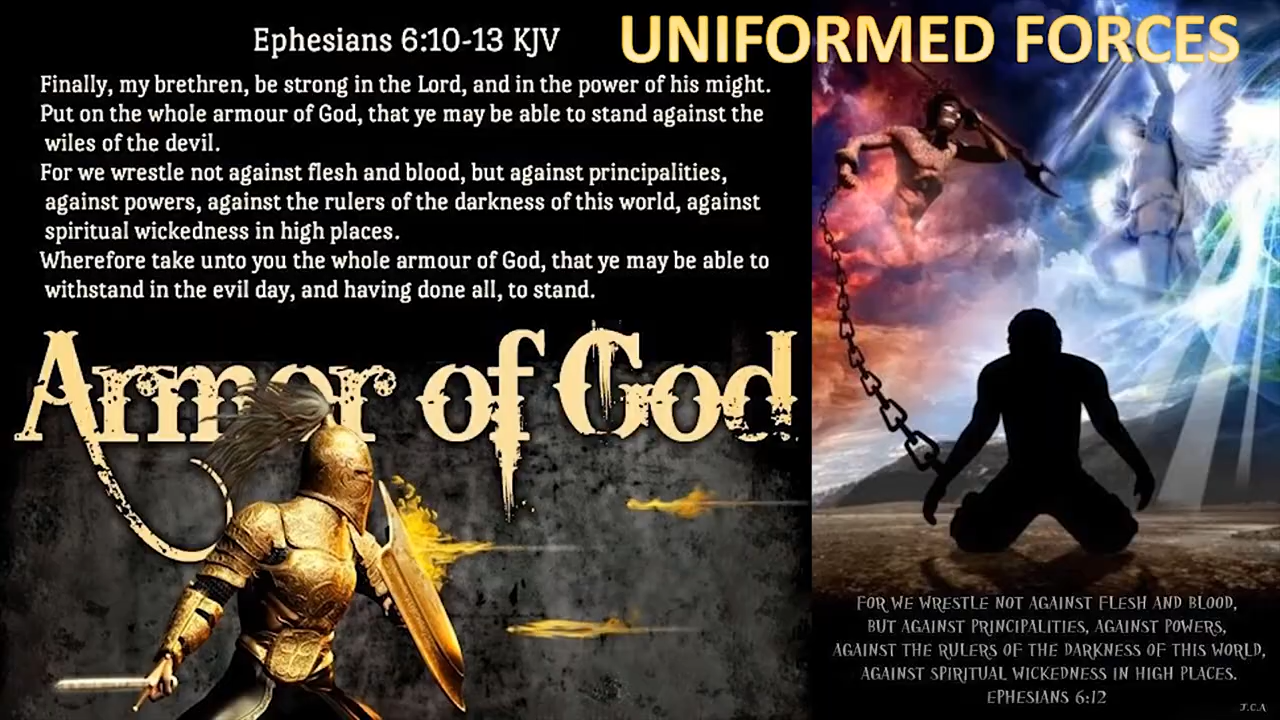 UNIFORMED FORCES
Ephesians 6:10-13 KJV
Finally, my brethren, be strong in the Lord, and in the power of his might.
Put on the whole armour of God, that ye may be able to stand against the
wiles of the devil.
For we wrestle not against flesh and blood, but against principalities,
against powers, against the rulers of the darkness of this world, against
spiritual wickedness in high places.
Wherefore take unto you the whole armour of God, that ye may be able to
withstand in the evil day, and having done all, to stand.
Armor of God
FOR WE WRESTLE NOT AGAINST FLESH AND BLOOD,
BUT AGAINST PRINCIPALITIES, AGAINST POWERS,
AGAINST THE RULERS OF THE DARKNESS OF THIS WORLD,
AGAINST SPIRITUAL WICKEDNESS IN HIGH PLACES.
EPHESIANS 6:12
J.C.A